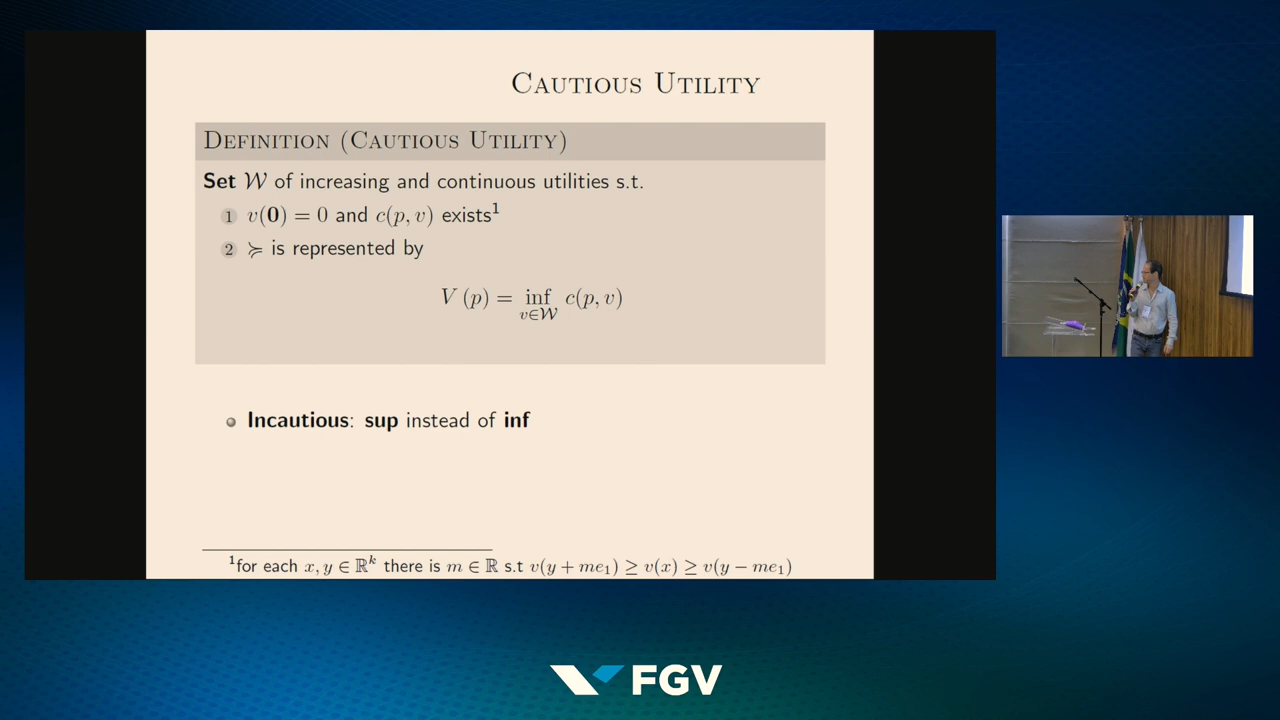 Cautious Utility
Definition (Cautious Utility)
Set 𝒲 of increasing and continuous utilities s.t.
1 v(𝟎) = 0 and c(p, v) exists¹
2 ≽ is represented by
V (p) = inf c(p, v)
v∈𝒲
Incautious: sup instead of inf
¹for each x, y ∈ ℝᵏ there is m ∈ ℝ s.t v(y + me₁) ≥ v(x) ≥ v(y − me₁)
FGV